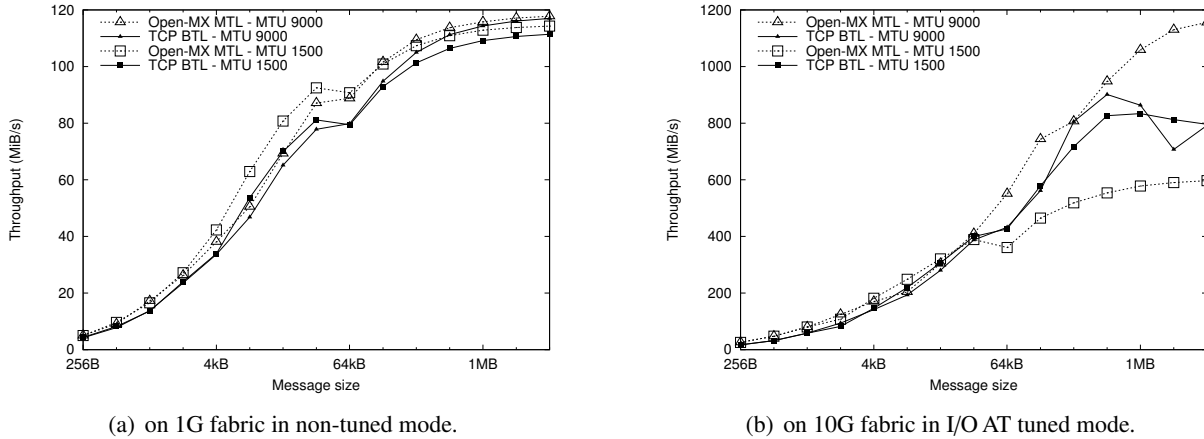 120
100
80
60
40
20
0
Throughput (MiB/s)
Open-MX MTL - MTU 9000
TCP BTL - MTU 9000
Open-MX MTL - MTU 1500
TCP BTL - MTU 1500
256B 4kB 64kB 1MB
Message size
(a) on 1G fabric in non-tuned mode.
1200
1000
800
600
400
200
0
Throughput (MiB/s)
Open-MX MTL - MTU 9000
TCP BTL - MTU 9000
Open-MX MTL - MTU 1500
TCP BTL - MTU 1500
256B 4kB 64kB 1MB
Message size
(b) on 10G fabric in I/O AT tuned mode.